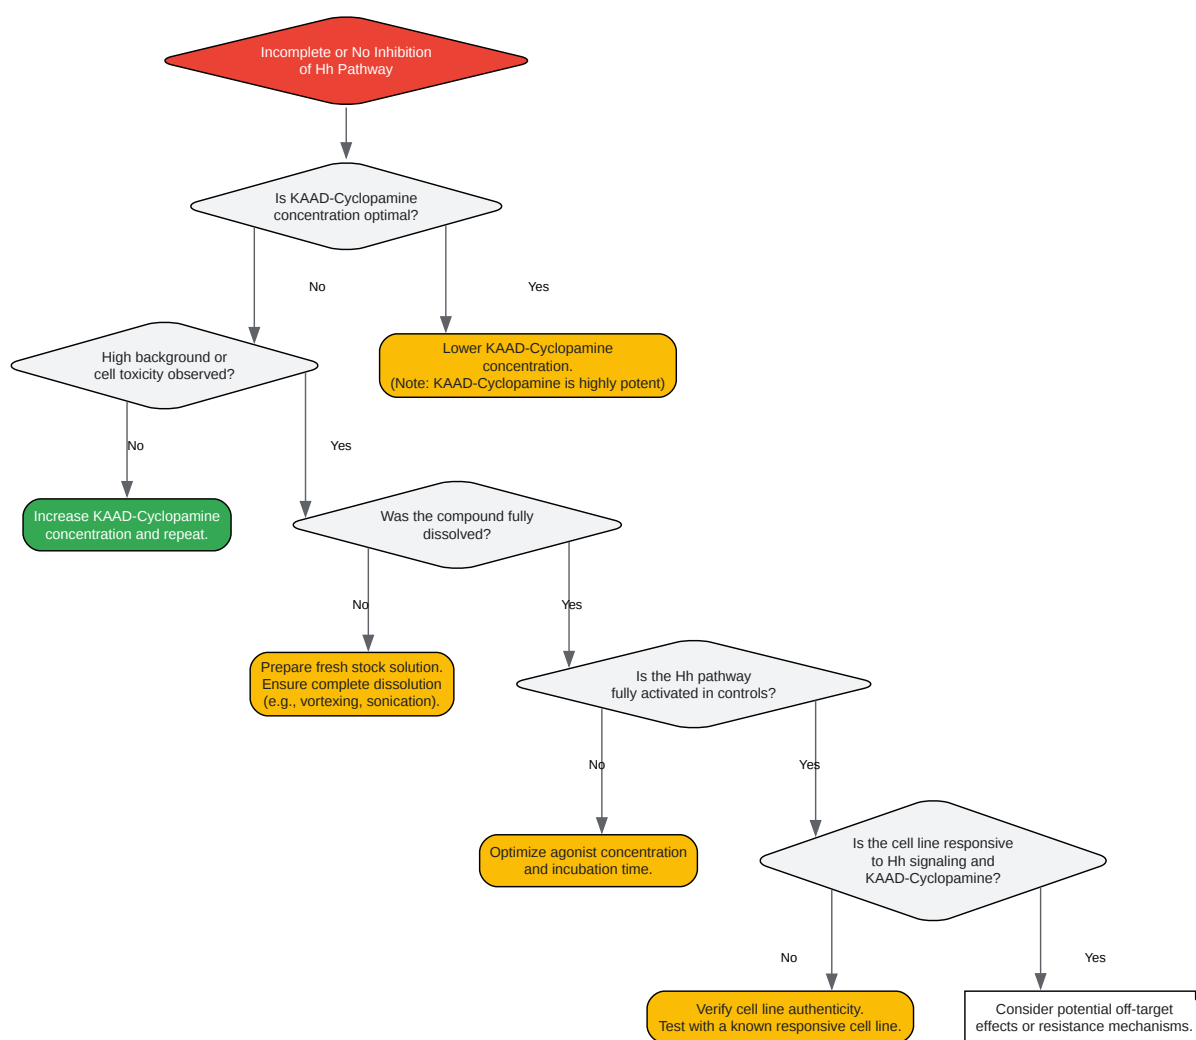 Incomplete or No Inhibition
of Hh Pathway
Is KAAD-Cyclopamine
concentration optimal?
No
Yes
High background or
cell toxicity observed?
Lower KAAD-Cyclopamine
concentration.
(Note: KAAD-Cyclopamine is highly potent)
No
Yes
Increase KAAD-Cyclopamine
concentration and repeat.
Was the compound fully
dissolved?
No
Yes
Prepare fresh stock solution.
Ensure complete dissolution
(e.g., vortexing, sonication).
Is the Hh pathway
fully activated in controls?
No
Yes
Optimize agonist concentration
and incubation time.
Is the cell line responsive
to Hh signaling and
KAAD-Cyclopamine?
No
Yes
Verify cell line authenticity.
Test with a known responsive cell line.
Consider potential off-target
effects or resistance mechanisms.